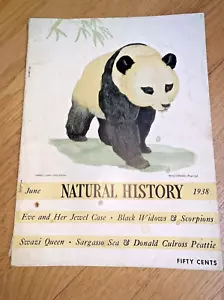 June NATURAL HISTORY 1938
Eve and Her Jewel Case • Black Widows & Scorpions
Swazi Queen • Sargasso Sea & Donald Culross Peattie
FIFTY CENTS